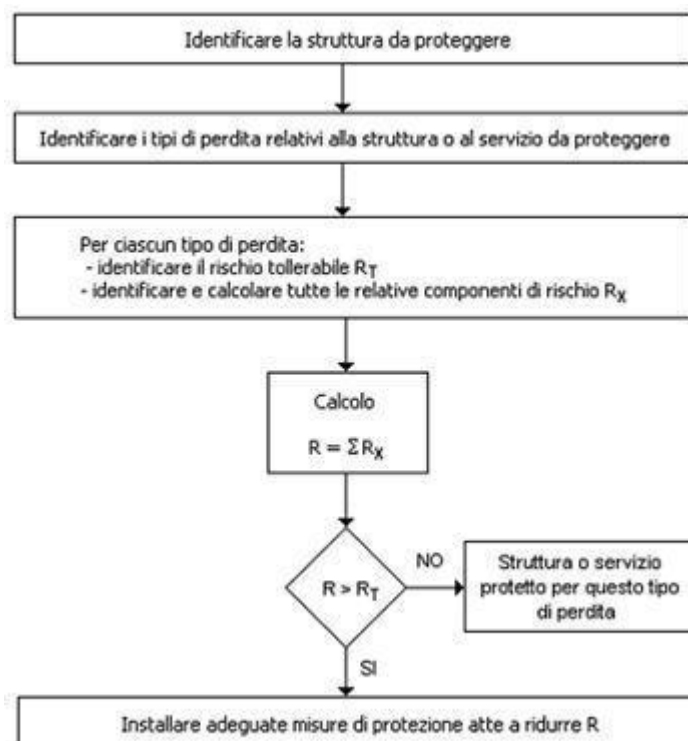 Identificare la struttura da proteggere
Identificare i tipi di perdita relativi alla struttura o al servizio da proteggere
Per ciascun tipo di perdita:
- identificare il rischio tollerabile RT
- identificare e calcolare tutte le relative componenti di rischio RX
Calcolo
R = ΣRX
R > RT
NO
Struttura o servizio
protetto per questo tipo
di perdita
SI
Installare adeguate misure di protezione atte a ridurre R